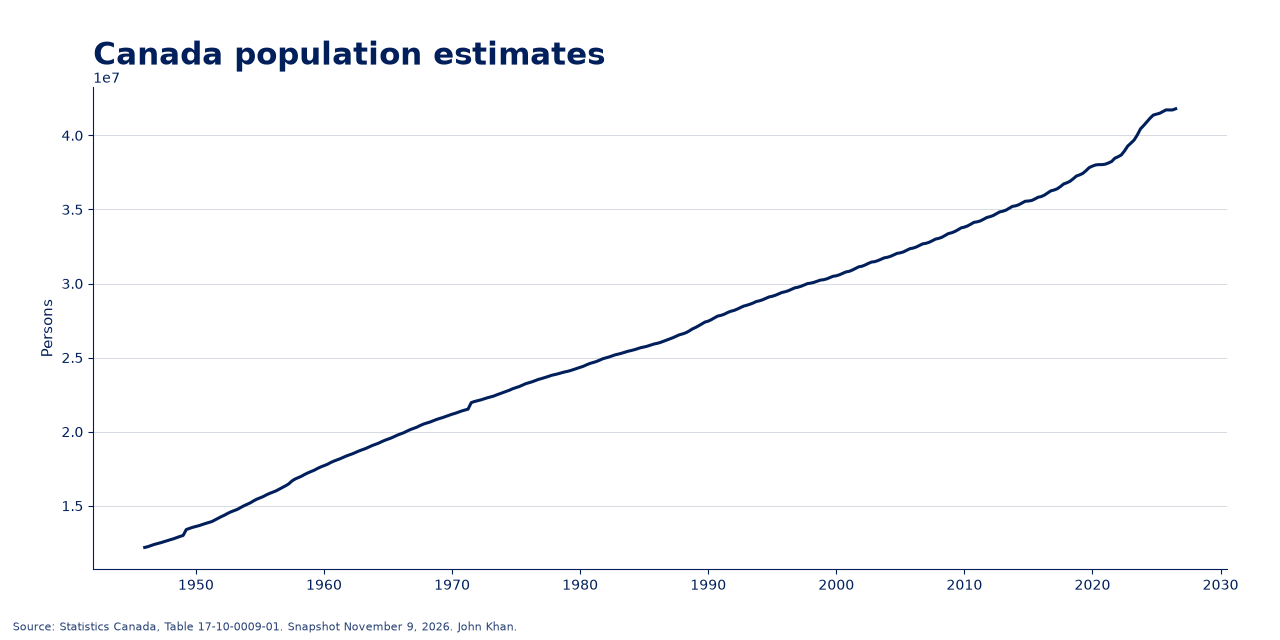 Canada population estimates
1e7
4.0
3.5
3.0
2.5
2.0
1.5
Persons
1950 1960 1970 1980 1990 2000 2010 2020 2030
Source: Statistics Canada, Table 17-10-0009-01. Snapshot November 9, 2026. John Khan.